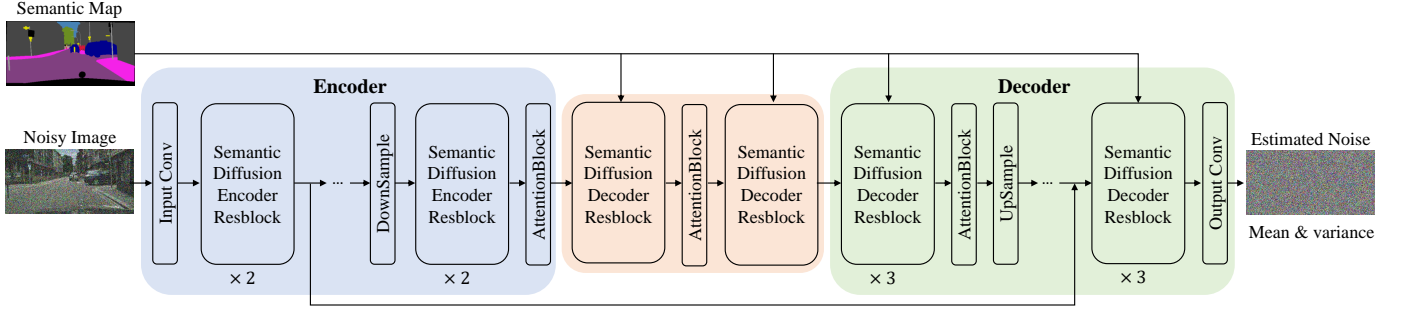 Semantic Map
Noisy Image
Encoder
Input Conv
Semantic
Diffusion
Encoder
Resblock
× 2
...
DownSample
Semantic
Diffusion
Encoder
Resblock
× 2
AttentionBlock
Semantic
Diffusion
Decoder
Resblock
AttentionBlock
Semantic
Diffusion
Decoder
Resblock
Decoder
Semantic
Diffusion
Decoder
Resblock
× 3
AttentionBlock
UpSample
...
Semantic
Diffusion
Decoder
Resblock
× 3
Output Conv
Estimated Noise
Mean & variance